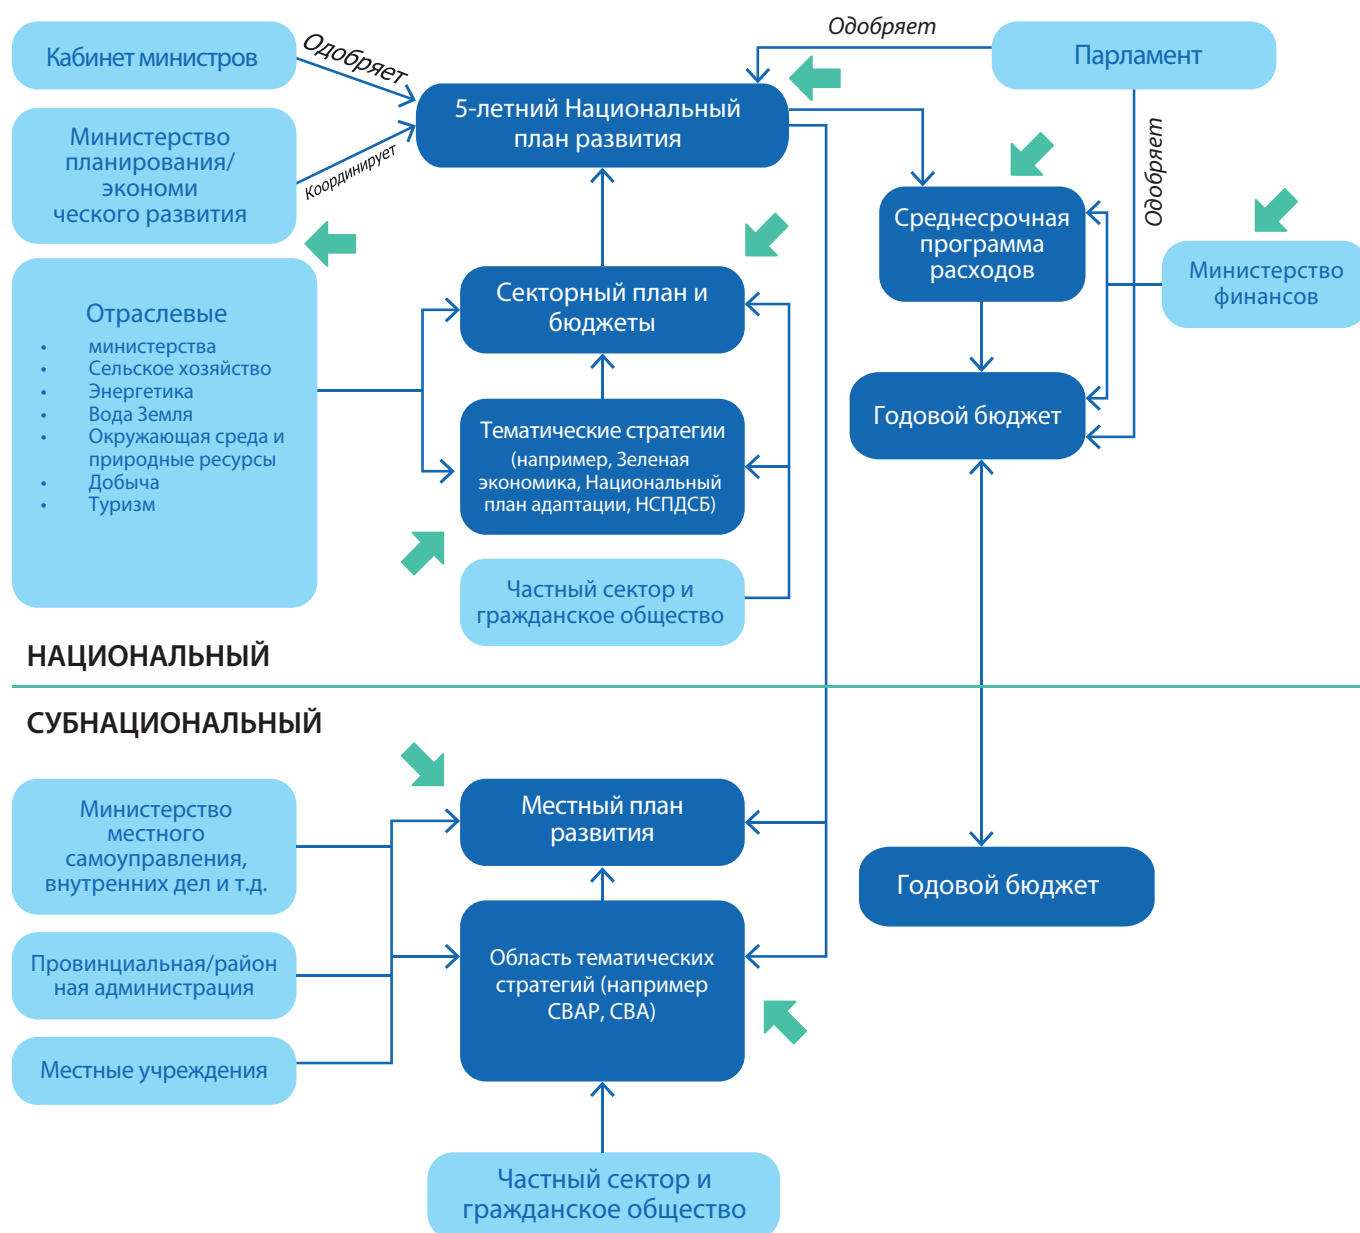 Кабинет министров
Одобряет
Одобряет
Парламент
5-летний Национальный
план развития
Министерство
планирования/
экономи
ческого развития
Координирует
Одобряет
Среднесрочная
программа
расходов
Министерство
финансов
Отраслевые
• министерства
• Сельское хозяйство
• Энергетика
• Вода Земля
• Окружающая среда и
природные ресурсы
• Добыча
• Туризм
Секторный план и
бюджеты
Годовой бюджет
Тематические стратегии
(например, Зеленая
экономика, Национальный
план адаптации, НСПДСБ)
Частный сектор и
гражданское общество
НАЦИОНАЛЬНЫЙ
СУБНАЦИОНАЛЬНЫЙ
Министерство
местного
самоуправления,
внутренних дел и т.д.
Местный план
развития
Годовой бюджет
Провинциальная/район
ная администрация
Область тематических
стратегий (например
CBAP, CBA)
Местные учреждения
Частный сектор и
гражданское общество